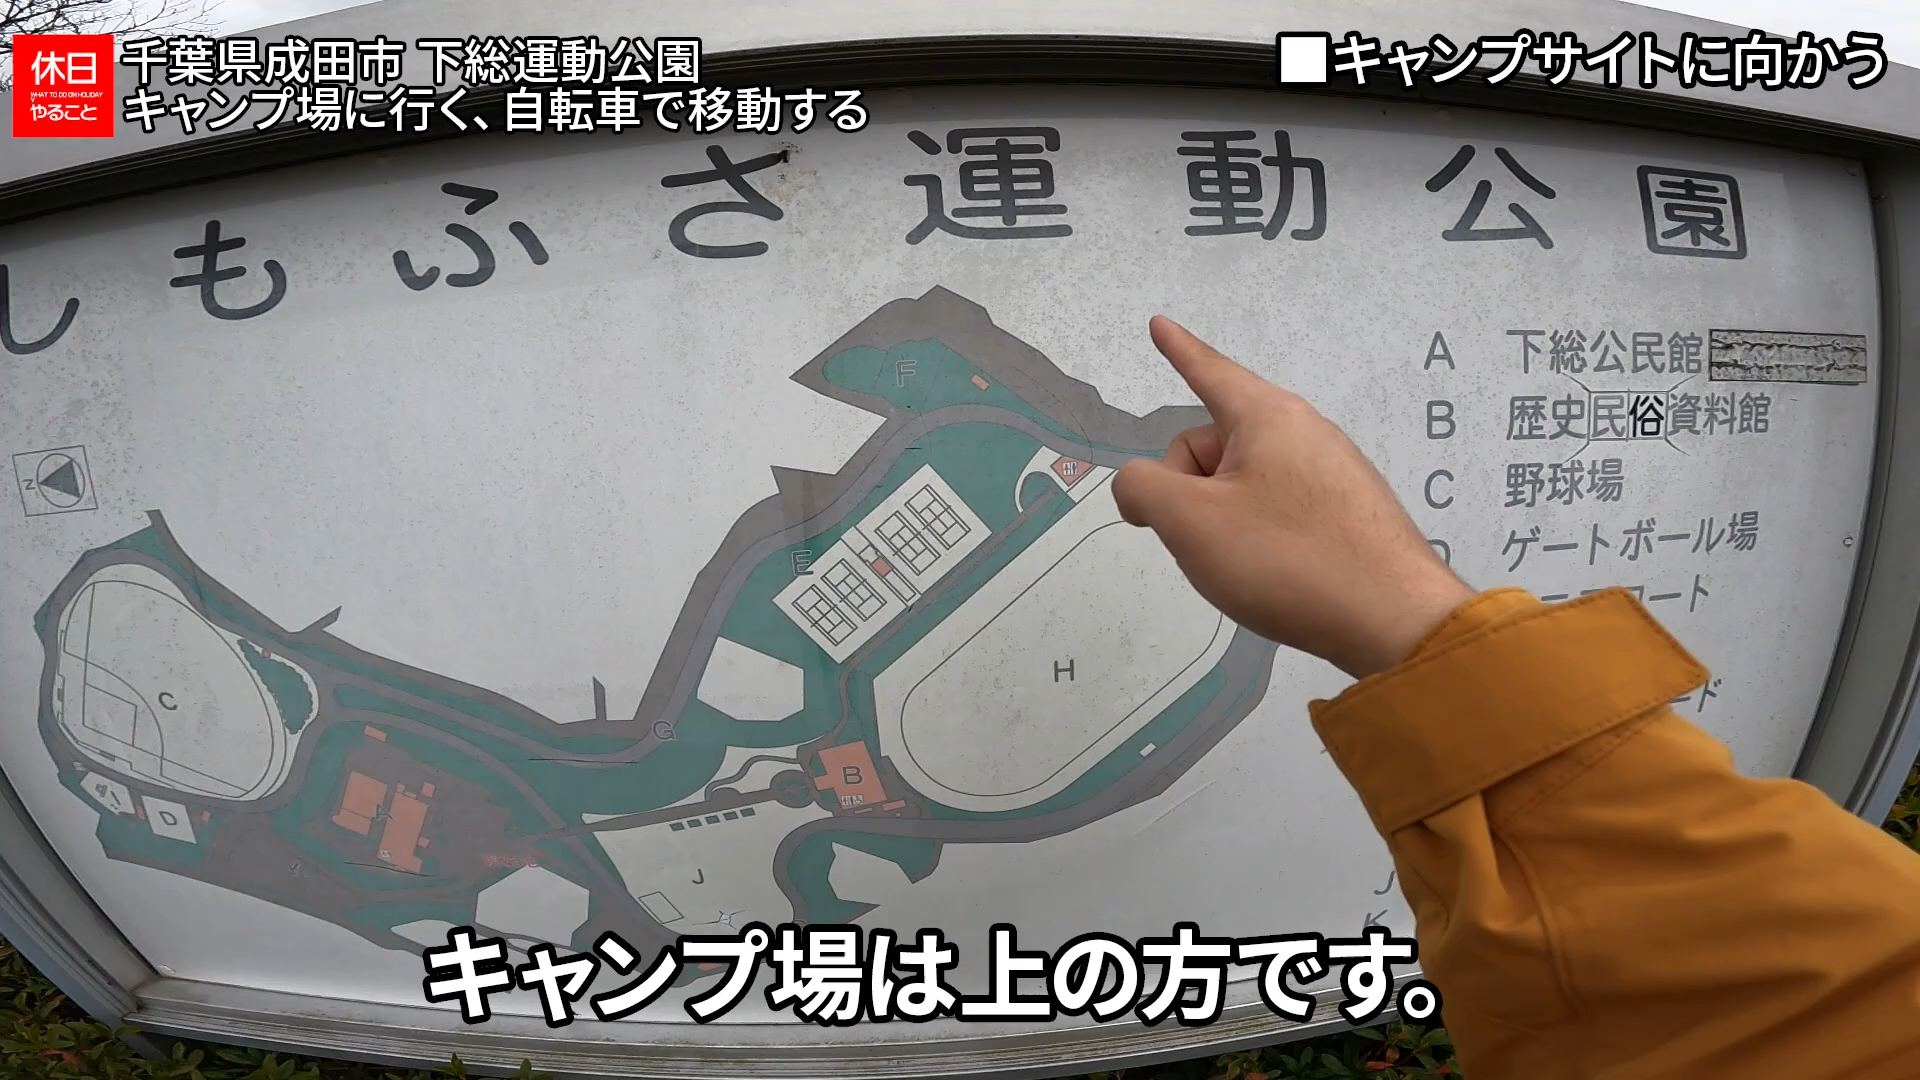 休日
WHAT TO DO ON HOLIDAY
やること
千葉県成田市 下総運動公園
キャンプ場に行く、自転車で移動する
■キャンプサイトに向かう
しもふさ運動公園
A 下総公民館
B 歴史民俗資料館
C 野球場
D ゲートボール場
コート
ド
J
K
N
F
E
H
C
G
B
D
J
キャンプ場は上の方です。